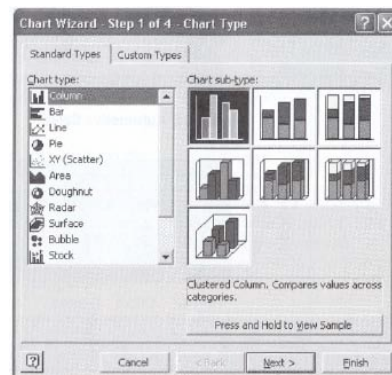 Chart Wizard - Step 1 of 4 - Chart Type
Standard Types
Custom Types
Chart type:
Column
Bar
Line
Pie
XY (Scatter)
Area
Doughnut
Radar
Surface
Bubble
Stock
Chart sub-type:
Clustered Column. Compares values across
categories.
Press and Hold to View Sample
Cancel
< Back
Next >
Finish